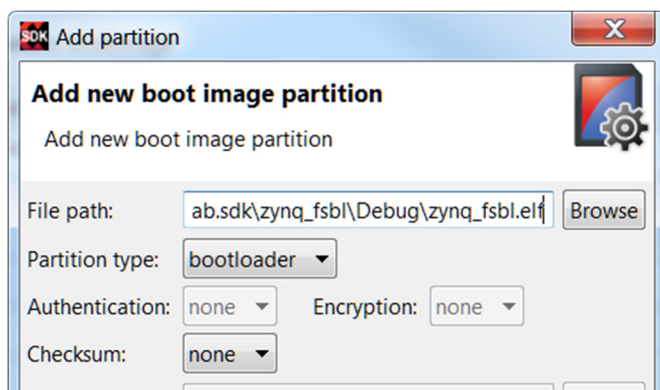 SDK Add partition
Add new boot image partition
Add new boot image partition
File path: ab.sdk\zynq_fsbl\Debug\zynq_fsbl.elf Browse
Partition type: bootloader
Authentication: none Encryption: none
Checksum: none